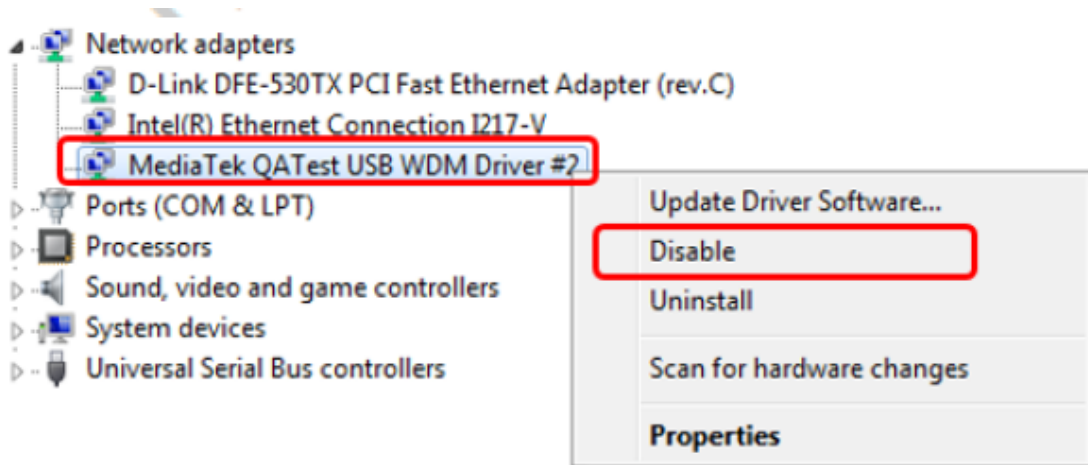 Network adapters
D-Link DFE-530TX PCI Fast Ethernet Adapter (rev.C)
Intel(R) Ethernet Connection I217-V
MediaTek QATest USB WDM Driver #2
Ports (COM & LPT)
Processors
Sound, video and game controllers
System devices
Universal Serial Bus controllers
Update Driver Software...
Disable
Uninstall
Scan for hardware changes
Properties